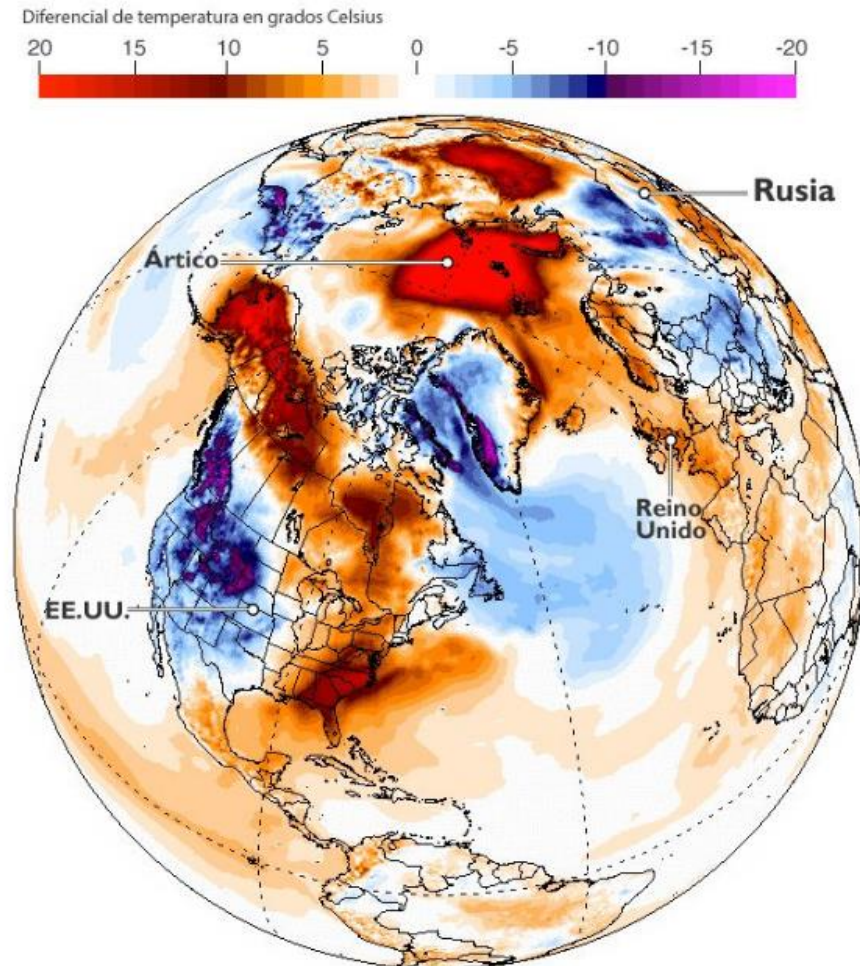 Diferencial de temperatura en grados Celsius
20 15 10 5 0 -5 -10 -15 -20
Rusia
Ártico
Reino
Unido
EE.UU.